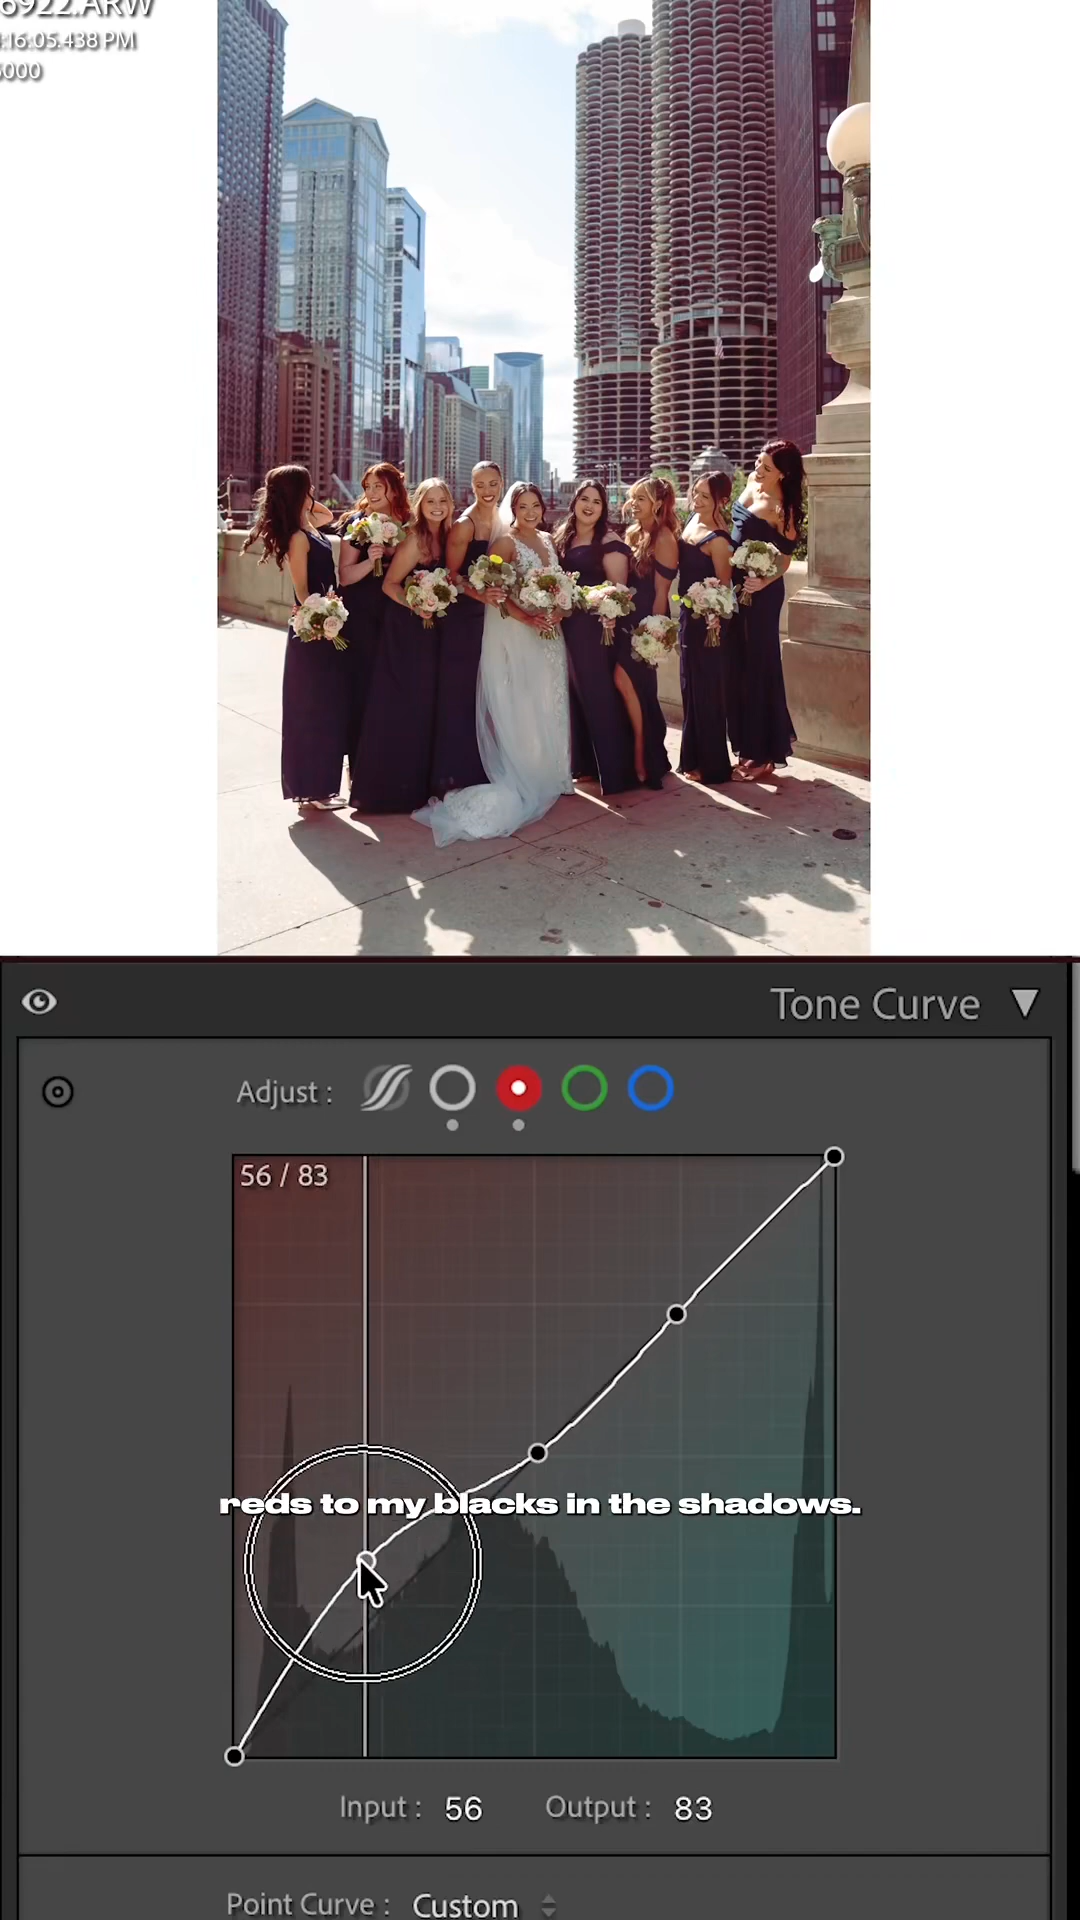 6922.ARW
:16:05.438 PM
6000
Tone Curve
Adjust :
56 / 83
reds to my blacks in the shadows.
Input : 56 Output : 83
Point Curve : Custom